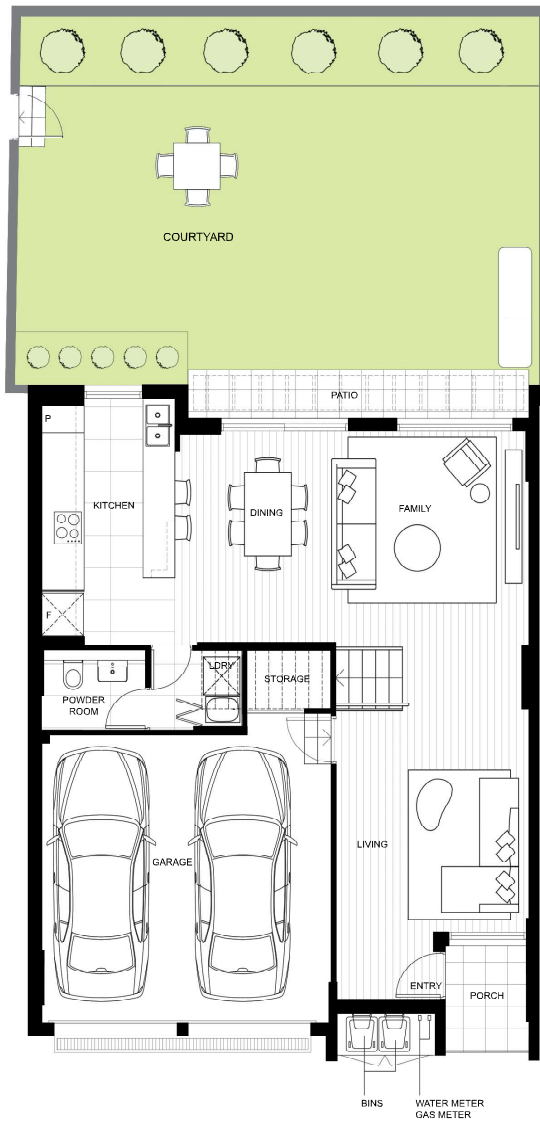 COURTYARD
PATIO
P
KITCHEN
DINING
FAMILY
F
LDRY
STORAGE
POWDER
ROOM
LIVING
GARAGE
ENTRY
PORCH
BINS
WATER METER
GAS METER